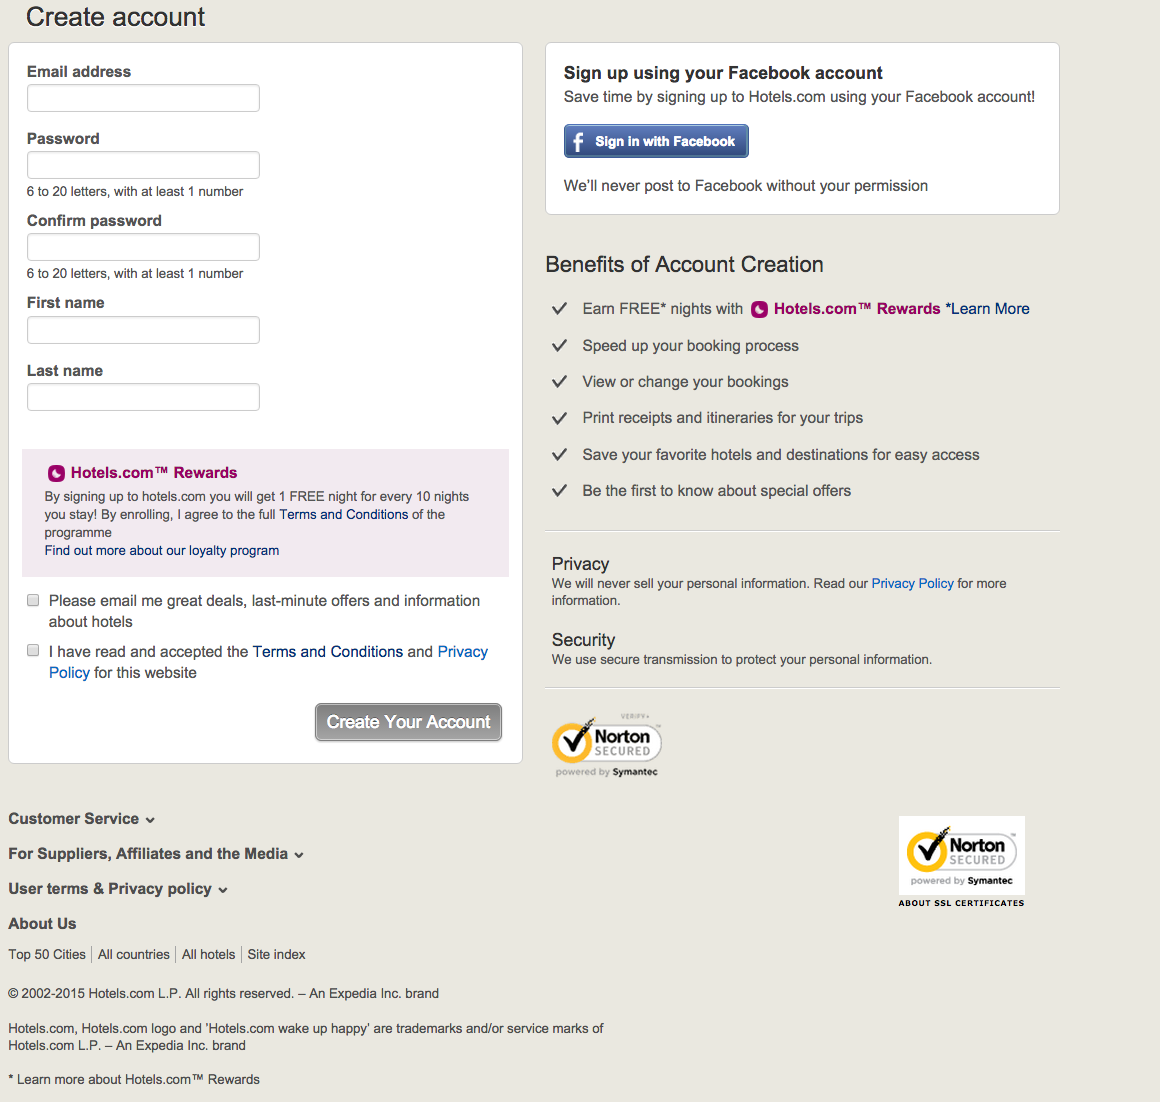 Create account
Email address
Password
6 to 20 letters, with at least 1 number
Confirm password
6 to 20 letters, with at least 1 number
First name
Last name
Hotels.com™ Rewards
By signing up to hotels.com you will get 1 FREE night for every 10 nights
you stay! By enrolling, I agree to the full Terms and Conditions of the
programme
Find out more about our loyalty program
Please email me great deals, last-minute offers and information
about hotels
I have read and accepted the Terms and Conditions and Privacy
Policy for this website
Create Your Account
Sign up using your Facebook account
Save time by signing up to Hotels.com using your Facebook account!
f Sign in with Facebook
We'll never post to Facebook without your permission
Benefits of Account Creation
Earn FREE* nights with Hotels.com™ Rewards *Learn More
Speed up your booking process
View or change your bookings
Print receipts and itineraries for your trips
Save your favorite hotels and destinations for easy access
Be the first to know about special offers
Privacy
We will never sell your personal information. Read our Privacy Policy for more
information.
Security
We use secure transmission to protect your personal information.
VERIFY+
Norton™
SECURED
powered by Symantec
Customer Service
For Suppliers, Affiliates and the Media
User terms & Privacy policy
About Us
Top 50 Cities | All countries | All hotels | Site index
© 2002-2015 Hotels.com L.P. All rights reserved. – An Expedia Inc. brand
Hotels.com, Hotels.com logo and 'Hotels.com wake up happy' are trademarks and/or service marks of
Hotels.com L.P. – An Expedia Inc. brand
* Learn more about Hotels.com™ Rewards
Norton™
SECURED
powered by Symantec
ABOUT SSL CERTIFICATES